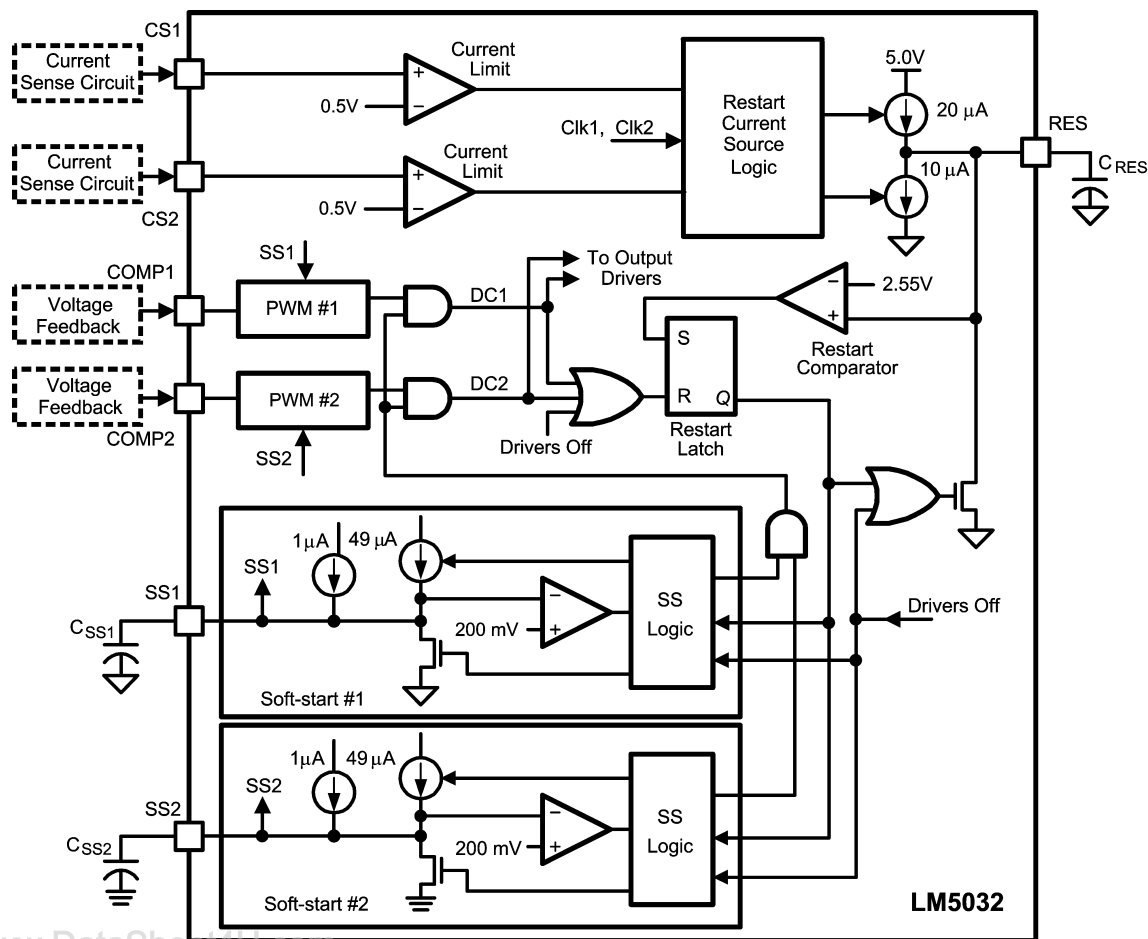 CS1
Current
Sense Circuit
+
0.5V
−
Current
Limit
Current
Sense Circuit
CS2
+
0.5V
−
Current
Limit
Clk1, Clk2
Restart
Current
Source
Logic
5.0V
20 µA
10 µA
RES
C RES
COMP1
Voltage
Feedback
SS1
PWM #1
DC1
To Output
Drivers
Voltage
Feedback
COMP2
PWM #2
SS2
DC2
Drivers Off
S
R
Q
Restart
Latch
−
2.55V
+
Restart
Comparator
1µA
49 µA
SS1
SS1
CSS1
−
200 mV
+
SS
Logic
Soft-start #1
Drivers Off
1µA
49 µA
SS2
SS2
CSS2
−
200 mV
+
SS
Logic
Soft-start #2
LM5032